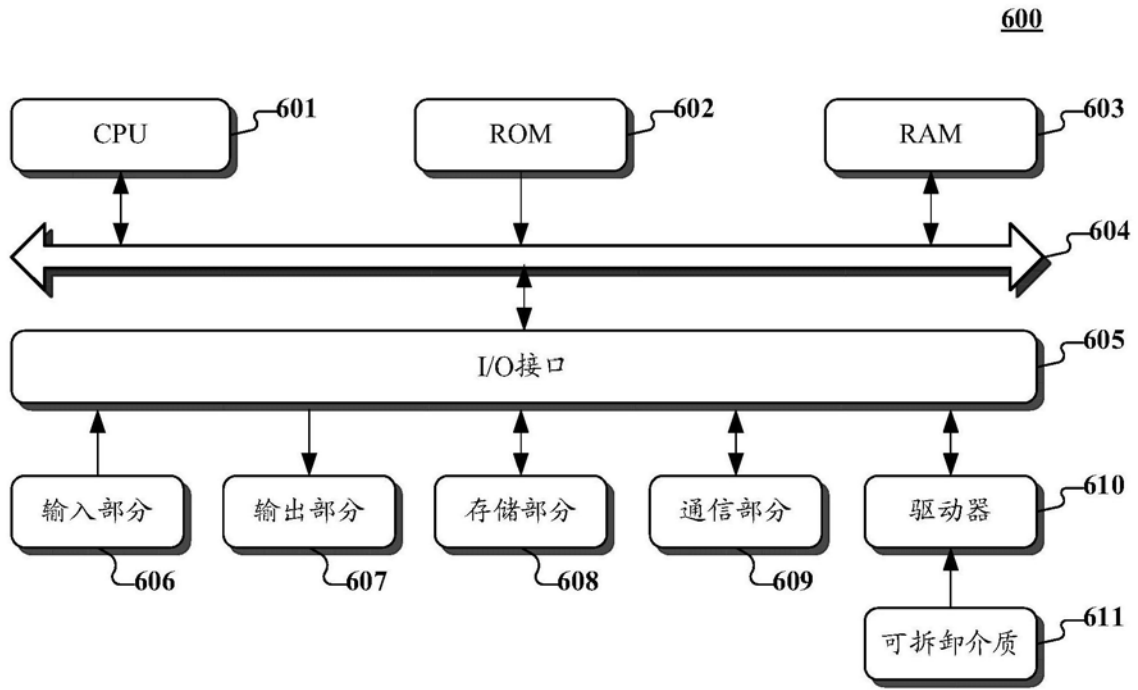 600
CPU
601
ROM
602
RAM
603
604
I/O接口
605
输入部分
606
输出部分
607
存储部分
608
通信部分
609
驱动器
610
可拆卸介质
611